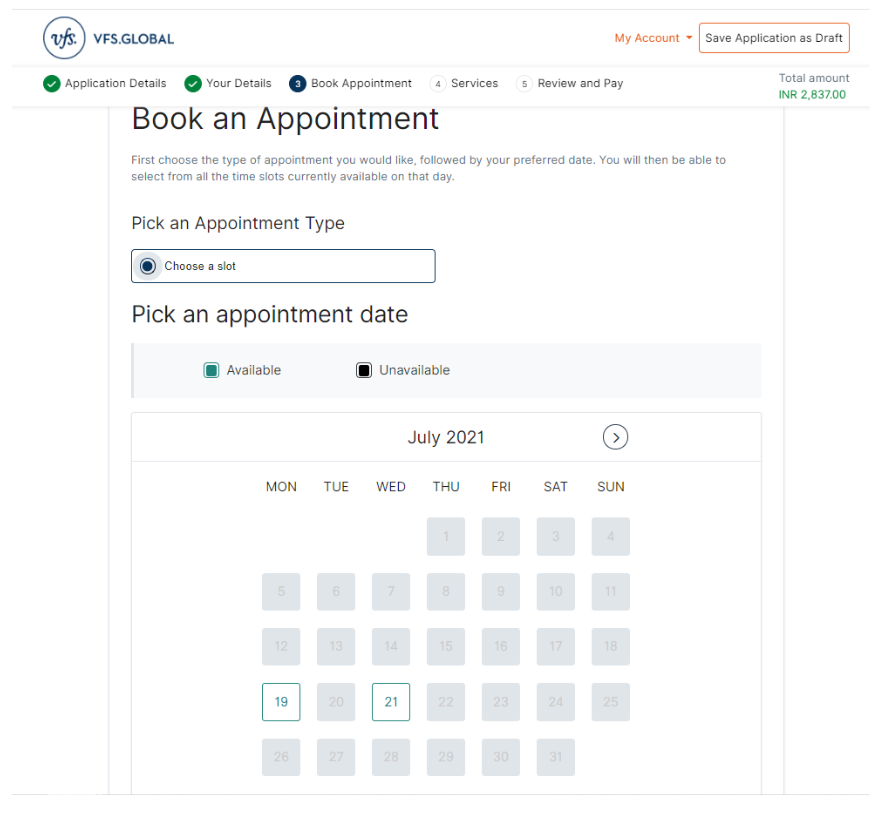 vfs. VFS.GLOBAL
My Account
Save Application as Draft
Application Details
Your Details
3 Book Appointment
4 Services
5 Review and Pay
Total amount
INR 2,837.00
Book an Appointment
First choose the type of appointment you would like, followed by your preferred date. You will then be able to
select from all the time slots currently available on that day.
Pick an Appointment Type
Choose a slot
Pick an appointment date
Available
Unavailable
July 2021
MON TUE WED THU FRI SAT SUN
1 2 3 4
5 6 7 8 9 10 11
12 13 14 15 16 17 18
19 20 21 22 23 24 25
26 27 28 29 30 31